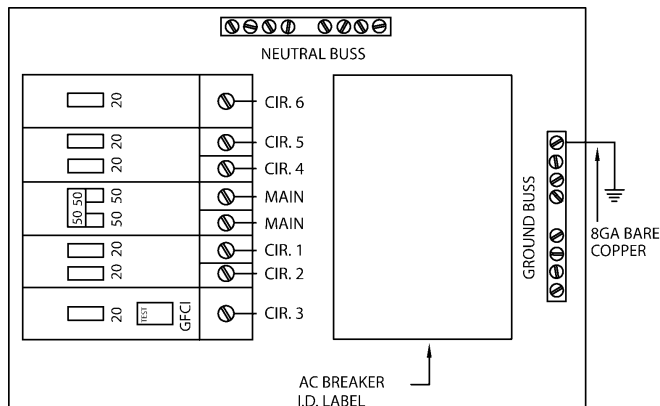 NEUTRAL BUSS
20 CIR. 6
20 CIR. 5
20 CIR. 4
50 50 MAIN
50 50 MAIN
20 CIR. 1
20 CIR. 2
20 TEST GFCI CIR. 3
GROUND BUSS
8GA BARE
COPPER
AC BREAKER
I.D. LABEL